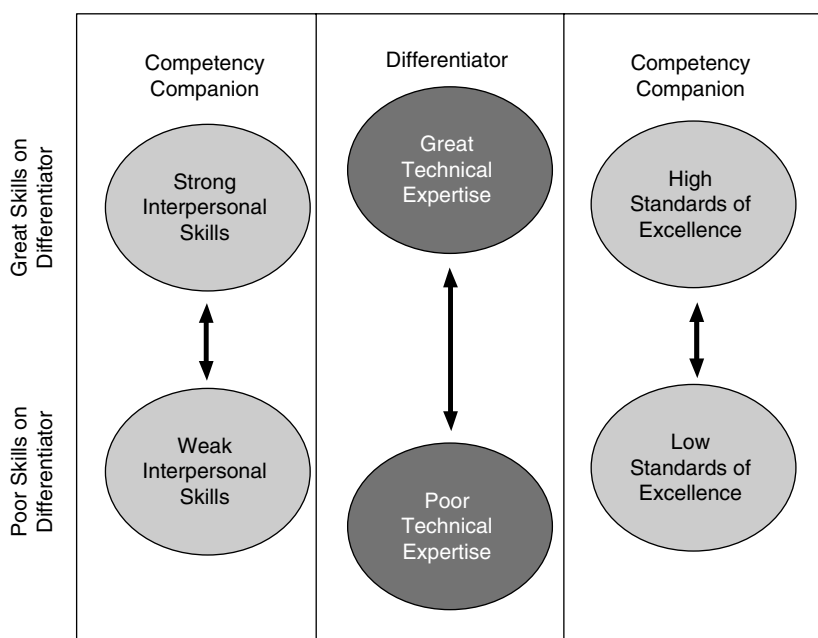 Competency
Companion
Differentiator
Competency
Companion
Great Skills on
Differentiator
Strong
Interpersonal
Skills
Great
Technical
Expertise
High
Standards of
Excellence
Poor Skills on
Differentiator
Weak
Interpersonal
Skills
Poor
Technical
Expertise
Low
Standards of
Excellence